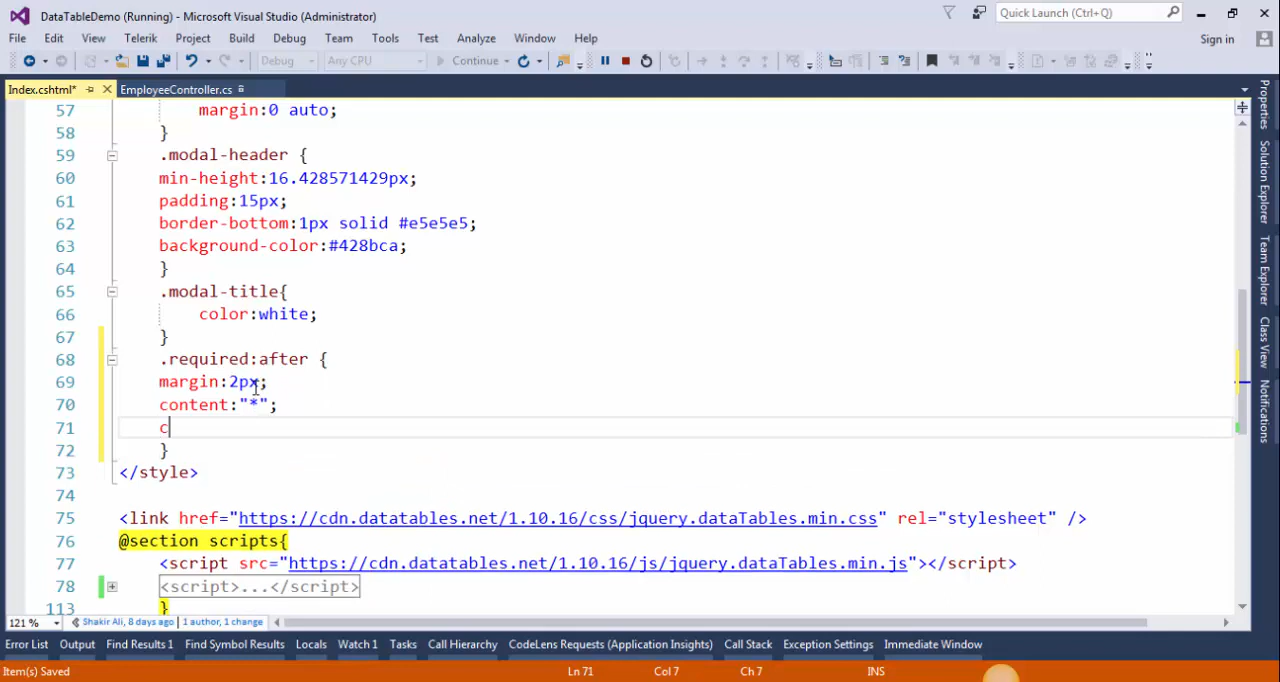 DataTableDemo (Running) - Microsoft Visual Studio (Administrator)
Quick Launch (Ctrl+Q)
File Edit View Telerik Project Build Debug Team Tools Test Analyze Window Help
Sign in
Debug Any CPU Continue
Index.cshtml* EmployeeController.cs
57 margin:0 auto;
58 }
59 .modal-header {
60 min-height:16.428571429px;
61 padding:15px;
62 border-bottom:1px solid #e5e5e5;
63 background-color:#428bca;
64 }
65 .modal-title{
66 color:white;
67 }
68 .required:after {
69 margin:2px;
70 content:"*";
71 c
72 }
73 </style>
74
75 <link href="https://cdn.datatables.net/1.10.16/css/jquery.dataTables.min.css" rel="stylesheet" />
76 @section scripts{
77 <script src="https://cdn.datatables.net/1.10.16/js/jquery.dataTables.min.js"></script>
78 <script>...</script>
113 }
Properties
Solution Explorer
Team Explorer
Class View
Notifications
121 % Shakir Ali, 8 days ago | 1 author, 1 change
Error List Output Find Results 1 Find Symbol Results Locals Watch 1 Tasks Call Hierarchy CodeLens Requests (Application Insights) Call Stack Exception Settings Immediate Window
Item(s) Saved Ln 71 Col 7 Ch 7 INS